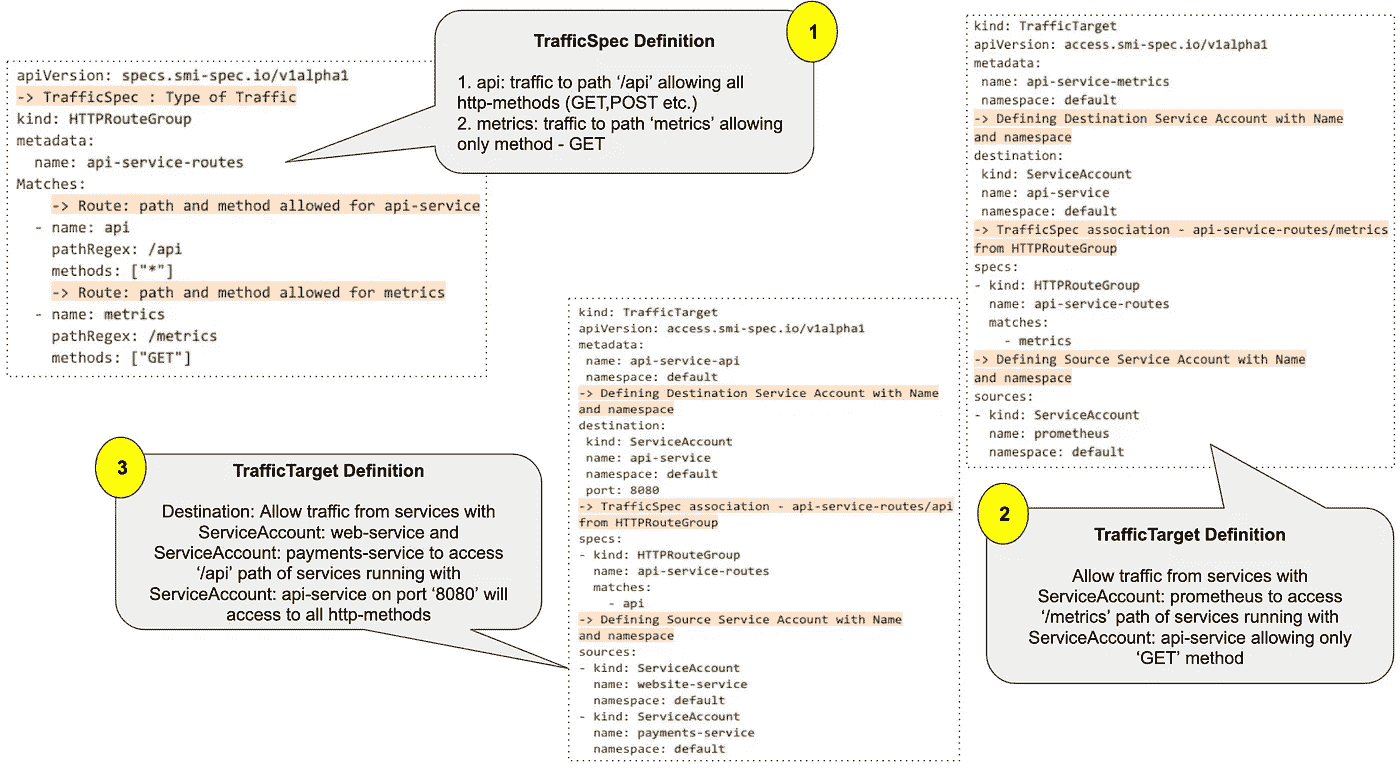 apiVersion: specs.smi-spec.io/v1alpha1
-> TrafficSpec : Type of Traffic
kind: HTTPRouteGroup
metadata:
name: api-service-routes
Matches:
-> Route: path and method allowed for api-service
- name: api
pathRegex: /api
methods: ["*"]
-> Route: path and method allowed for metrics
- name: metrics
pathRegex: /metrics
methods: ["GET"]
1
TrafficSpec Definition
1. api: traffic to path ‘/api’ allowing all
http-methods (GET,POST etc.)
2. metrics: traffic to path ‘metrics’ allowing
only method - GET
kind: TrafficTarget
apiVersion: access.smi-spec.io/v1alpha1
metadata:
name: api-service-metrics
namespace: default
-> Defining Destination Service Account with Name
and namespace
destination:
kind: ServiceAccount
name: api-service
namespace: default
-> TrafficSpec association - api-service-routes/metrics
from HTTPRouteGroup
specs:
- kind: HTTPRouteGroup
name: api-service-routes
matches:
- metrics
-> Defining Source Service Account with Name
and namespace
sources:
- kind: ServiceAccount
name: prometheus
namespace: default
2
TrafficTarget Definition
Allow traffic from services with
ServiceAccount: prometheus to access
‘/metrics’ path of services running with
ServiceAccount: api-service allowing only
‘GET’ method
kind: TrafficTarget
apiVersion: access.smi-spec.io/v1alpha1
metadata:
name: api-service-api
namespace: default
-> Defining Destination Service Account with Name
and namespace
destination:
kind: ServiceAccount
name: api-service
namespace: default
port: 8080
-> TrafficSpec association - api-service-routes/api
from HTTPRouteGroup
specs:
- kind: HTTPRouteGroup
name: api-service-routes
matches:
- api
-> Defining Source Service Account with Name
and namespace
sources:
- kind: ServiceAccount
name: website-service
namespace: default
- kind: ServiceAccount
name: payments-service
namespace: default
3
TrafficTarget Definition
Destination: Allow traffic from services with
ServiceAccount: web-service and
ServiceAccount: payments-service to access
‘/api’ path of services running with
ServiceAccount: api-service on port ‘8080’ will
access to all http-methods